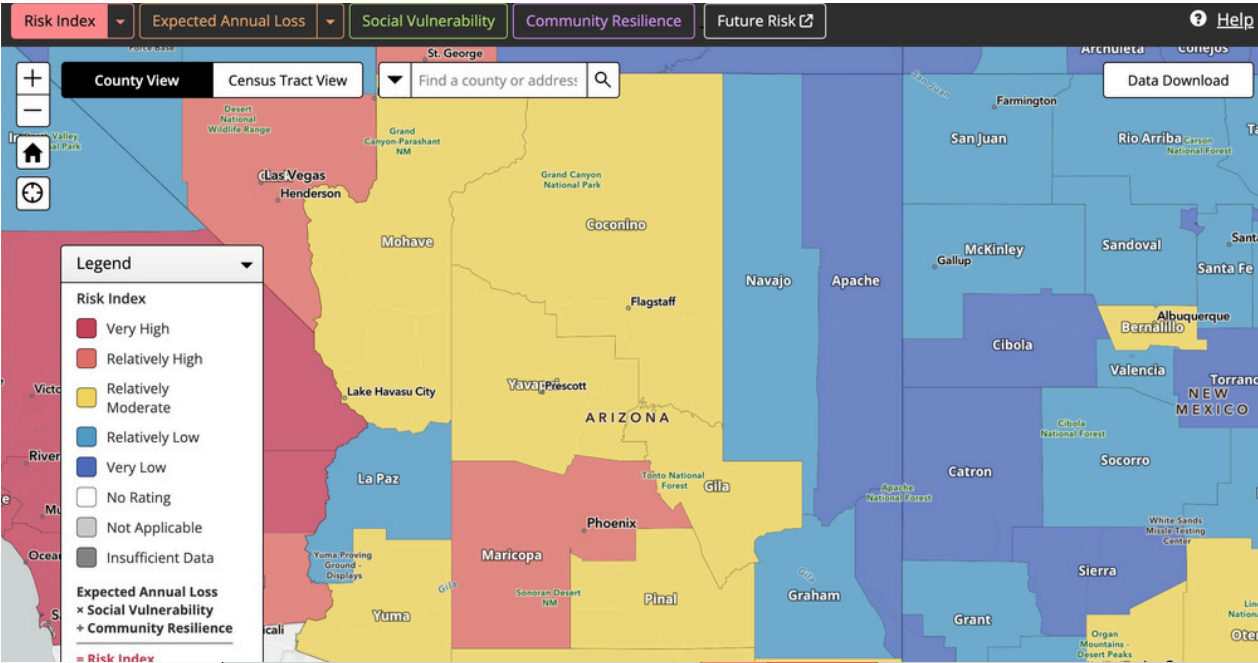 Risk Index
Expected Annual Loss
Social Vulnerability
Community Resilience
Future Risk
Help
St. George
Archuleta
Conejos
County View
Census Tract View
Find a county or address
Data Download
San Juan
Farmington
Desert
National
Wildlife Range
Grand
Canyon-Parashant
NM
San Juan
Rio Arriba
Carson
National Forest
Las Vegas
Henderson
Grand Canyon
National Park
Coconino
Mohave
McKinley
Gallup
Sandoval
Santa Fe
Navajo
Apache
Legend
Risk Index
Very High
Relatively High
Relatively
Moderate
Relatively Low
Very Low
No Rating
Not Applicable
Insufficient Data
Expected Annual Loss
× Social Vulnerability
÷ Community Resilience
= Risk Index
Flagstaff
Albuquerque
Bernalillo
Cibola
Valencia
NEW
MEXICO
Lake Havasu City
Prescott
ARIZONA
Cibola
National Forest
Socorro
La Paz
Tonto National
Forest
Gila
Catron
Apache
National Forest
Phoenix
Maricopa
White Sands
Missile Testing
Center
Yuma Proving
Ground -
Displays
Gila
Sonoran Desert
NM
Pinal
Yuma
Gila
Graham
Sierra
Grant
Organ
Mountains -
Desert Peaks